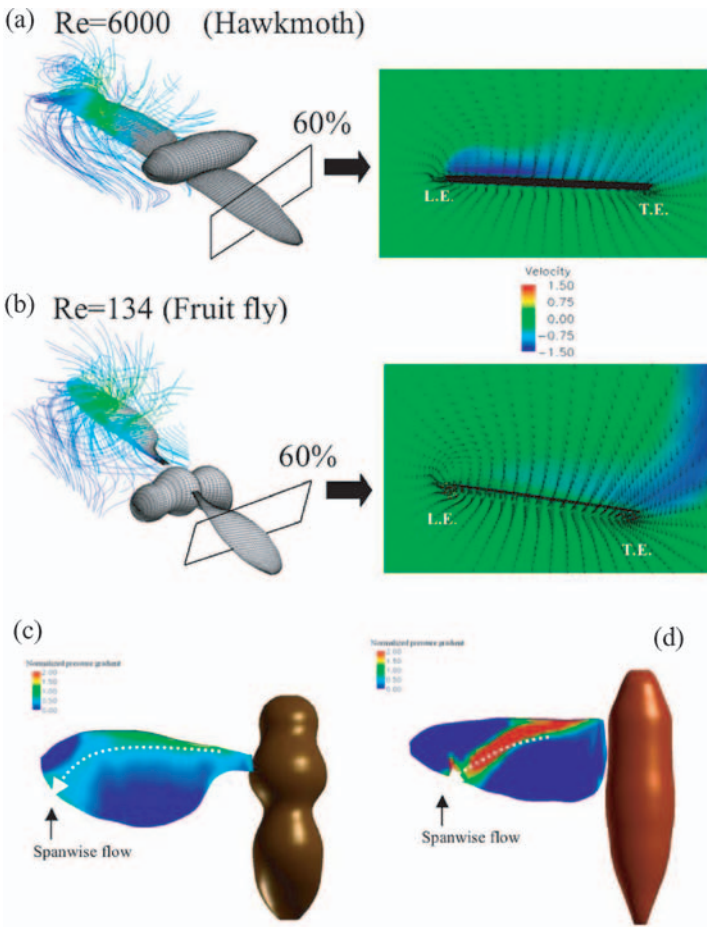 (a) Re=6000 (Hawkmoth)
60%
L.E.
T.E.
Velocity
1.50
0.75
0.00
-0.75
-1.50
(b) Re=134 (Fruit fly)
60%
L.E.
T.E.
(c)
Normalized pressure gradient
2.00
1.50
1.00
0.50
0.00
Spanwise flow
(d)
Normalized pressure gradient
2.00
1.50
1.00
0.50
0.00
Spanwise flow